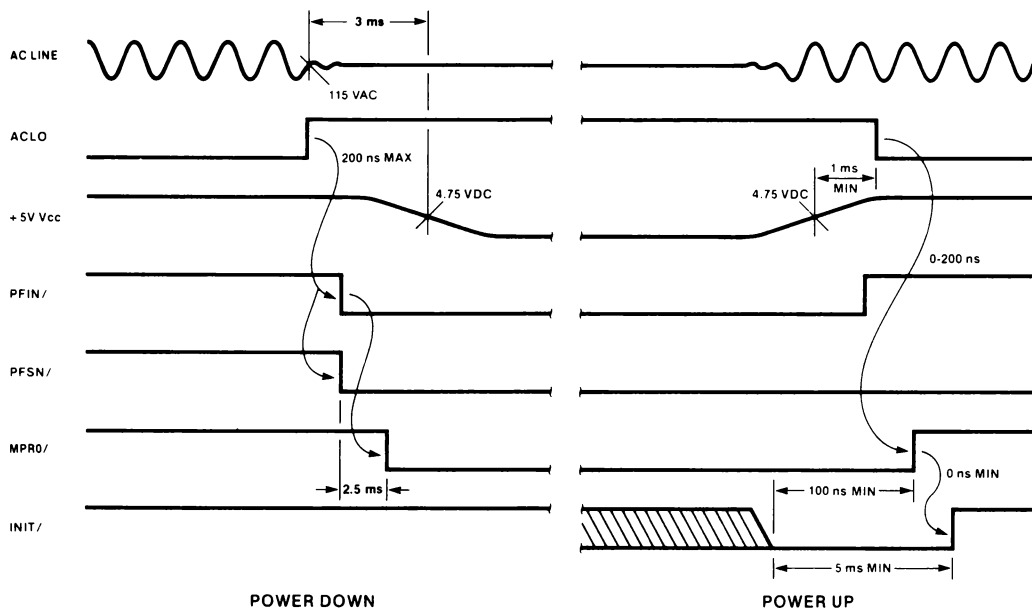 3 ms
AC LINE
115 VAC
ACLO
200 ns MAX
1 ms
MIN
4.75 VDC
4.75 VDC
+5V Vcc
0-200 ns
PFIN/
PFSN/
MPR0/
0 ns MIN
2.5 ms
100 ns MIN
INIT/
5 ms MIN
POWER DOWN
POWER UP